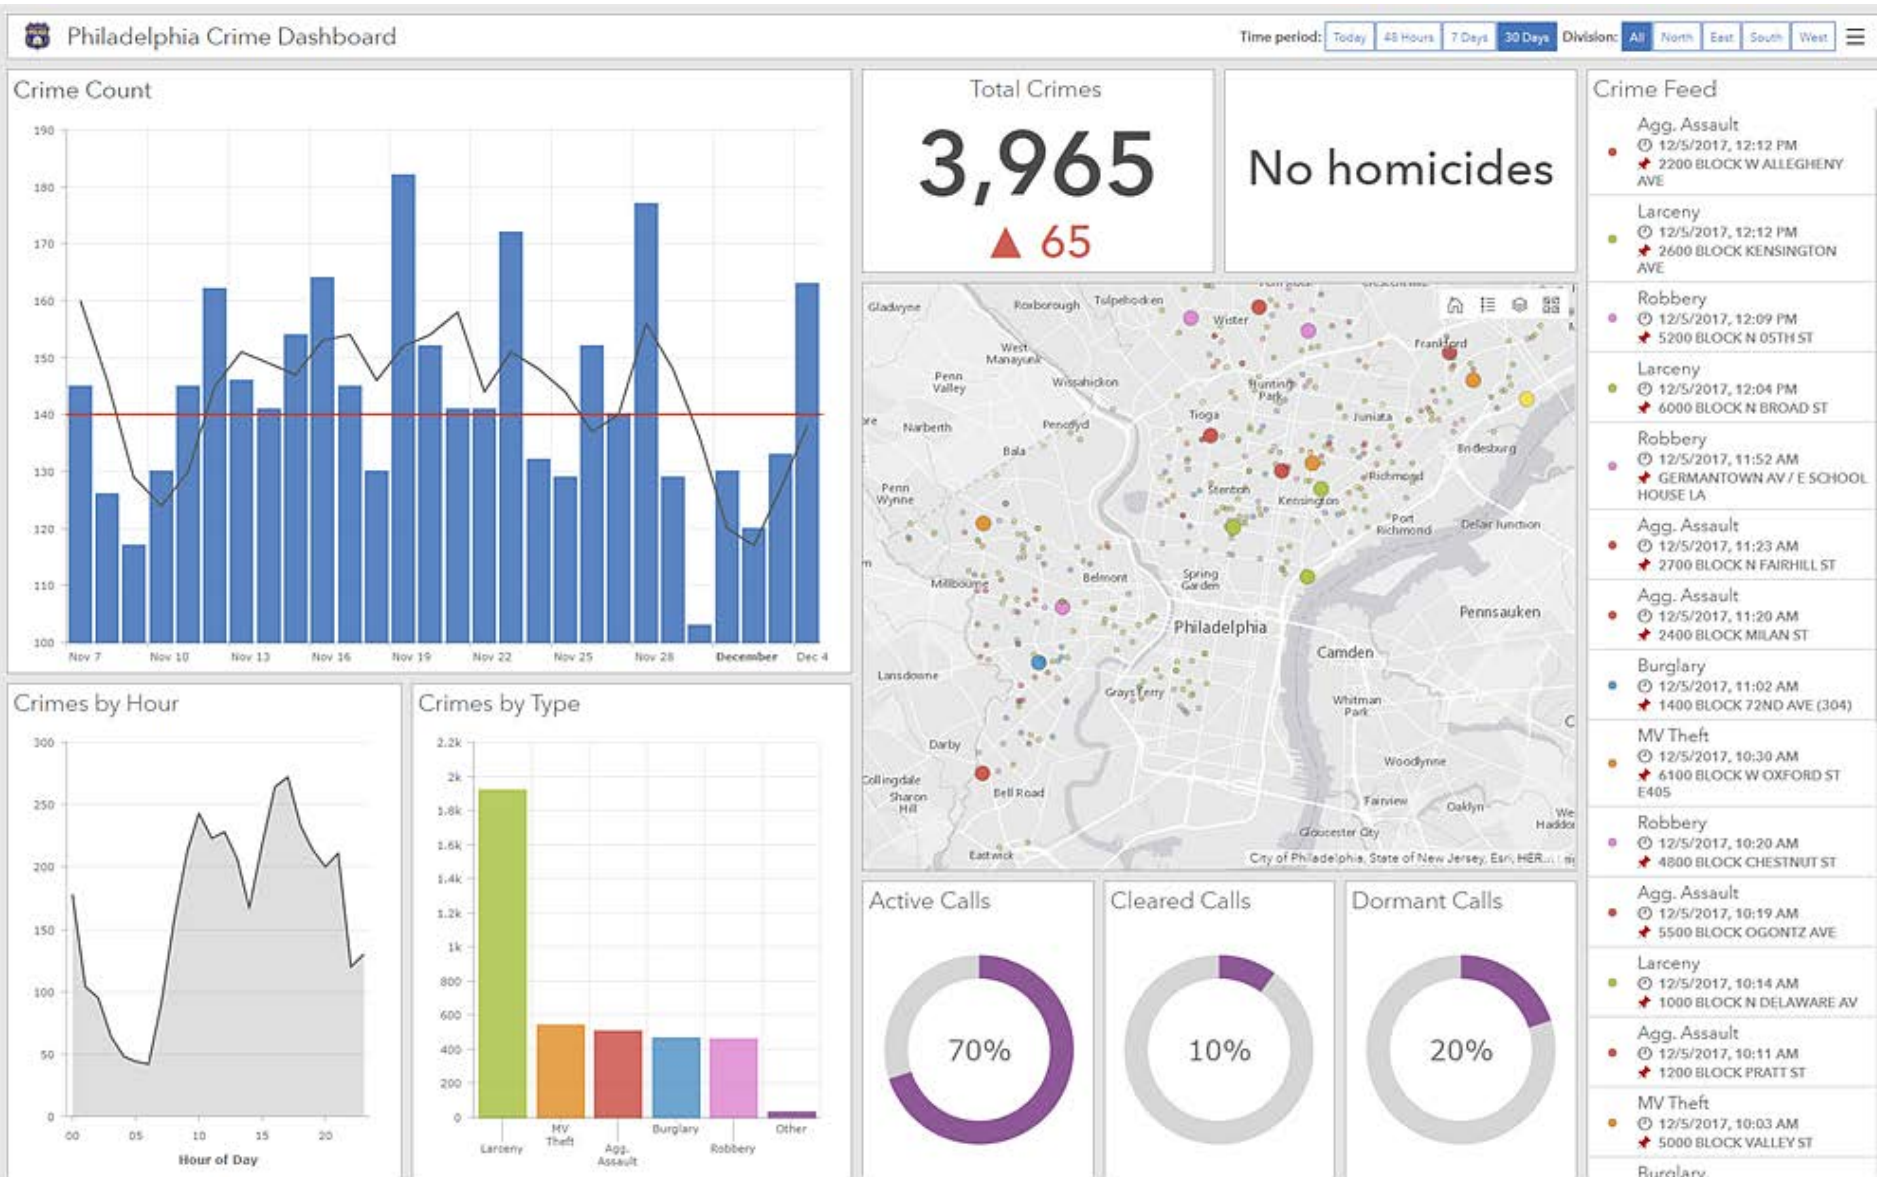 Philadelphia Crime Dashboard
Time period: Today 48 Hours 7 Days 30 Days Division: All North East South West
Crime Count
190
180
170
160
150
140
130
120
110
100
Nov 7 Nov 10 Nov 13 Nov 16 Nov 19 Nov 22 Nov 25 Nov 28 December Dec 4
Total Crimes
3,965
65
No homicides
Gladwyne
Roxborough
Tulpehocken
Wister
West
Manayunk
Frankford
Penn
Valley
Wissahickon
Hunting
Park
Tioga
Juniata
Narberth
Pencoyd
Bala
Bridesburg
Penn
Wynne
Stenton
Richmond
Kensington
Port
Richmond
Delair Junction
Millbourne
Belmont
Spring
Garden
Pennsauken
Philadelphia
Camden
Lansdowne
Grays Ferry
Whitman
Park
Darby
Woodlynne
Collingdale
Sharon
Hill
Bell Road
Fairview
Oaklyn
Gloucester City
Eastwick
City of Philadelphia, State of New Jersey, Esri, HER...
Crimes by Hour
300
250
200
150
100
50
0
00 05 10 15 20
Hour of Day
Crimes by Type
2.2k
2k
1.8k
1.6k
1.4k
1.2k
1k
800
600
400
200
0
Larceny
MV
Theft
Agg.
Assault
Burglary
Robbery
Other
Active Calls
70%
Cleared Calls
10%
Dormant Calls
20%
Crime Feed
Agg. Assault
12/5/2017, 12:12 PM
2200 BLOCK W ALLEGHENY
AVE
Larceny
12/5/2017, 12:12 PM
2600 BLOCK KENSINGTON
AVE
Robbery
12/5/2017, 12:09 PM
5200 BLOCK N 05TH ST
Larceny
12/5/2017, 12:04 PM
6000 BLOCK N BROAD ST
Robbery
12/5/2017, 11:52 AM
GERMANTOWN AV / E SCHOOL
HOUSE LA
Agg. Assault
12/5/2017, 11:23 AM
2700 BLOCK N FAIRHILL ST
Agg. Assault
12/5/2017, 11:20 AM
2400 BLOCK MILAN ST
Burglary
12/5/2017, 11:02 AM
1400 BLOCK 72ND AVE (304)
MV Theft
12/5/2017, 10:30 AM
6100 BLOCK W OXFORD ST
E405
Robbery
12/5/2017, 10:20 AM
4800 BLOCK CHESTNUT ST
Agg. Assault
12/5/2017, 10:19 AM
5500 BLOCK OGONTZ AVE
Larceny
12/5/2017, 10:14 AM
1000 BLOCK N DELAWARE AV
Agg. Assault
12/5/2017, 10:11 AM
1200 BLOCK PRATT ST
MV Theft
12/5/2017, 10:03 AM
5000 BLOCK VALLEY ST
Burglary